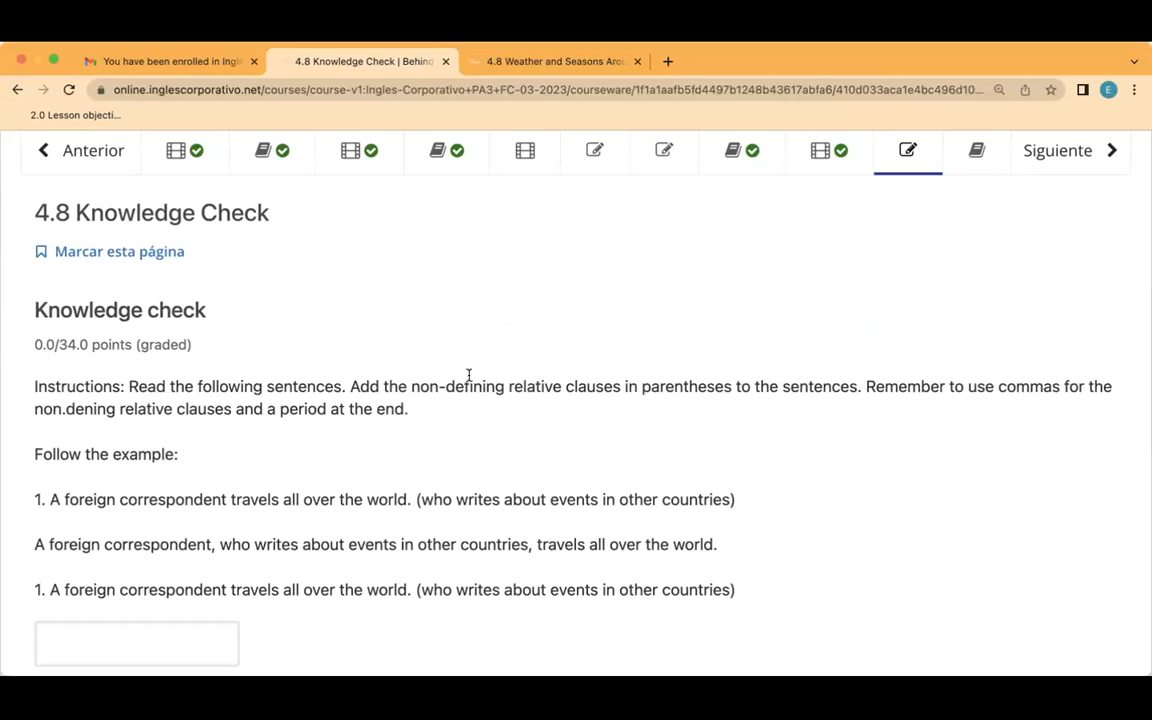 You have been enrolled in Ingl
4.8 Knowledge Check | Behind
4.8 Weather and Seasons Arou
online.inglescorporativo.net/courses/course-v1:Ingles-Corporativo+PA3+FC-03-2023/courseware/1f1a1aafb5fd4497b1248b43617abfa6/410d033aca1e4bc496d10...
E
2.0 Lesson objecti...
Anterior
Siguiente
4.8 Knowledge Check
Marcar esta página
Knowledge check
0.0/34.0 points (graded)
Instructions: Read the following sentences. Add the non-defining relative clauses in parentheses to the sentences. Remember to use commas for the
non.dening relative clauses and a period at the end.
Follow the example:
1. A foreign correspondent travels all over the world. (who writes about events in other countries)
A foreign correspondent, who writes about events in other countries, travels all over the world.
1. A foreign correspondent travels all over the world. (who writes about events in other countries)